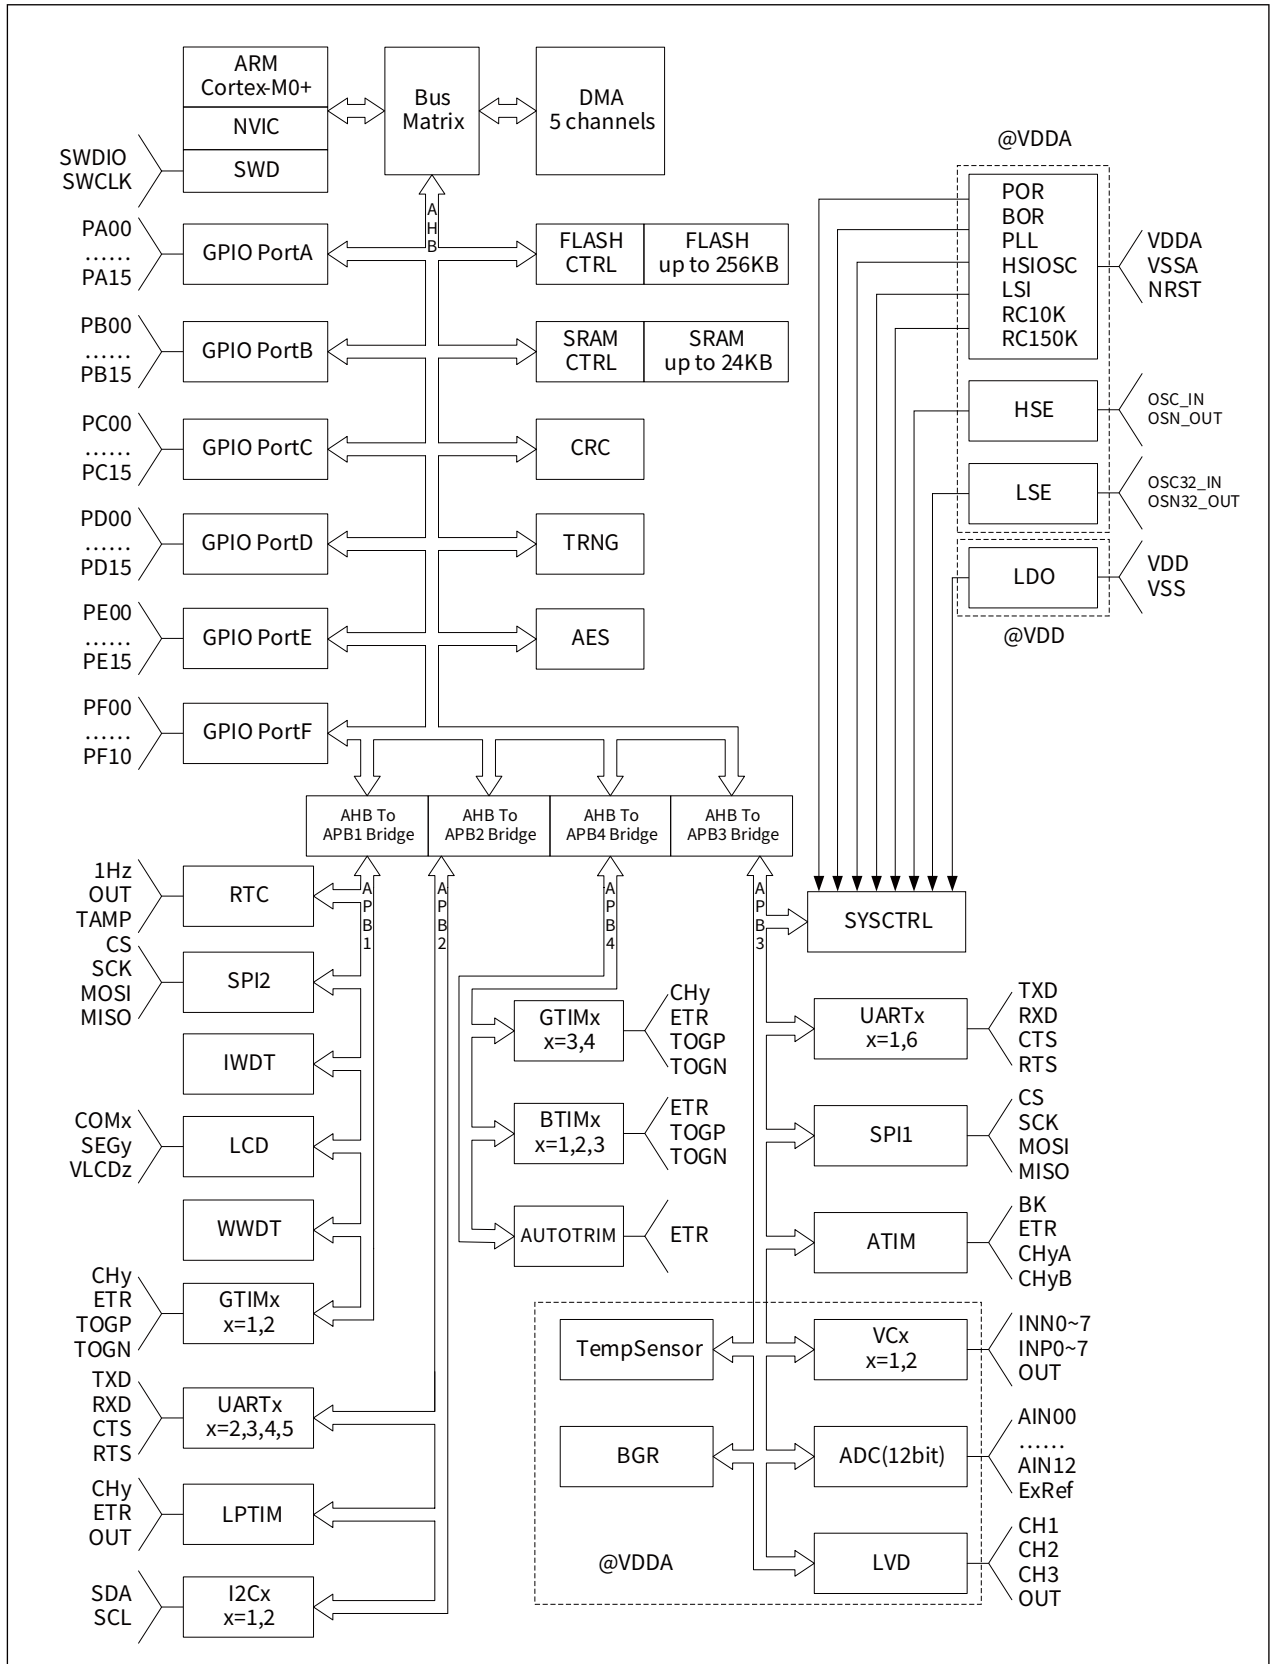 ARM
Cortex-M0+
NVIC
SWD
SWDIO
SWCLK
Bus
Matrix
DMA
5 channels
AHB
PA00
......
PA15
GPIO PortA
FLASH
CTRL
FLASH
up to 256KB
PB00
......
PB15
GPIO PortB
SRAM
CTRL
SRAM
up to 24KB
PC00
......
PC15
GPIO PortC
CRC
PD00
......
PD15
GPIO PortD
TRNG
PE00
......
PE15
GPIO PortE
AES
PF00
......
PF10
GPIO PortF
@VDDA
POR
BOR
PLL
HSIOSC
LSI
RC10K
RC150K
VDDA
VSSA
NRST
HSE
OSC_IN
OSN_OUT
LSE
OSC32_IN
OSN32_OUT
LDO
VDD
VSS
@VDD
AHB To
APB1 Bridge
AHB To
APB2 Bridge
AHB To
APB4 Bridge
AHB To
APB3 Bridge
APB1
APB2
APB4
APB3
1Hz
OUT
TAMP
RTC
CS
SCK
MOSI
MISO
SPI2
IWDT
COMx
SEGy
VLCDz
LCD
WWDT
CHy
ETR
TOGP
TOGN
GTIMx
x=1,2
TXD
RXD
CTS
RTS
UARTx
x=2,3,4,5
CHy
ETR
OUT
LPTIM
SDA
SCL
I2Cx
x=1,2
GTIMx
x=3,4
CHy
ETR
TOGP
TOGN
BTIMx
x=1,2,3
ETR
TOGP
TOGN
AUTOTRIM
ETR
SYSCTRL
UARTx
x=1,6
TXD
RXD
CTS
RTS
SPI1
CS
SCK
MOSI
MISO
ATIM
BK
ETR
CHyA
CHyB
TempSensor
VCx
x=1,2
INN0~7
INP0~7
OUT
BGR
ADC(12bit)
AIN00
......
AIN12
ExRef
@VDDA
LVD
CH1
CH2
CH3
OUT